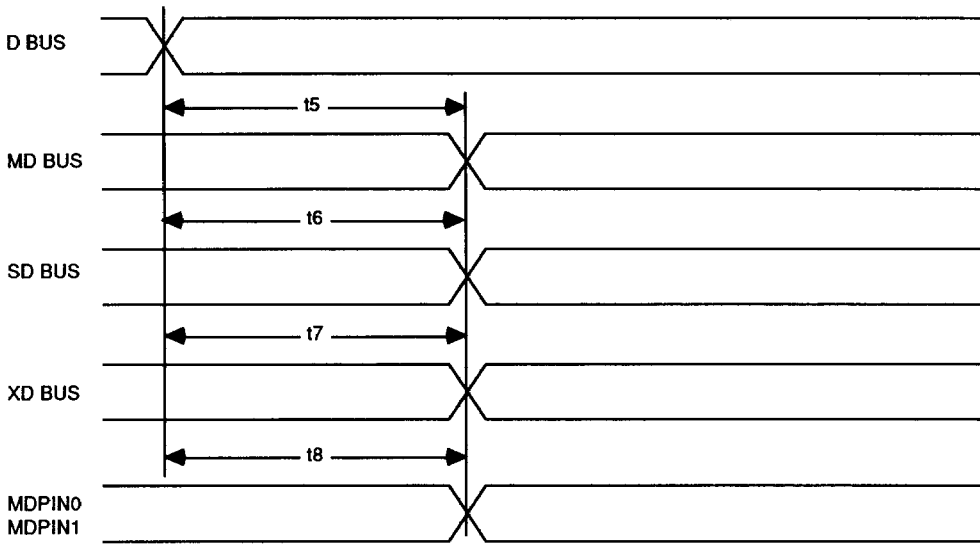 D BUS
t5
MD BUS
t6
SD BUS
t7
XD BUS
t8
MDPIN0
MDPIN1